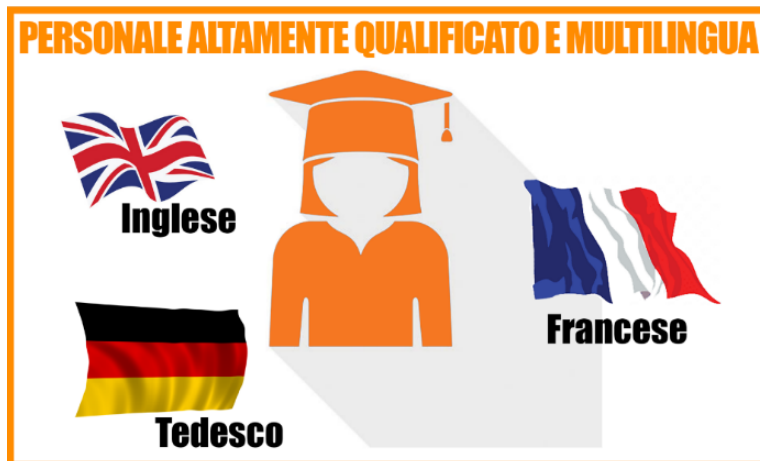 PERSONALE ALTAMENTE QUALIFICATO E MULTILINGUA
Inglese
Francese
Tedesco